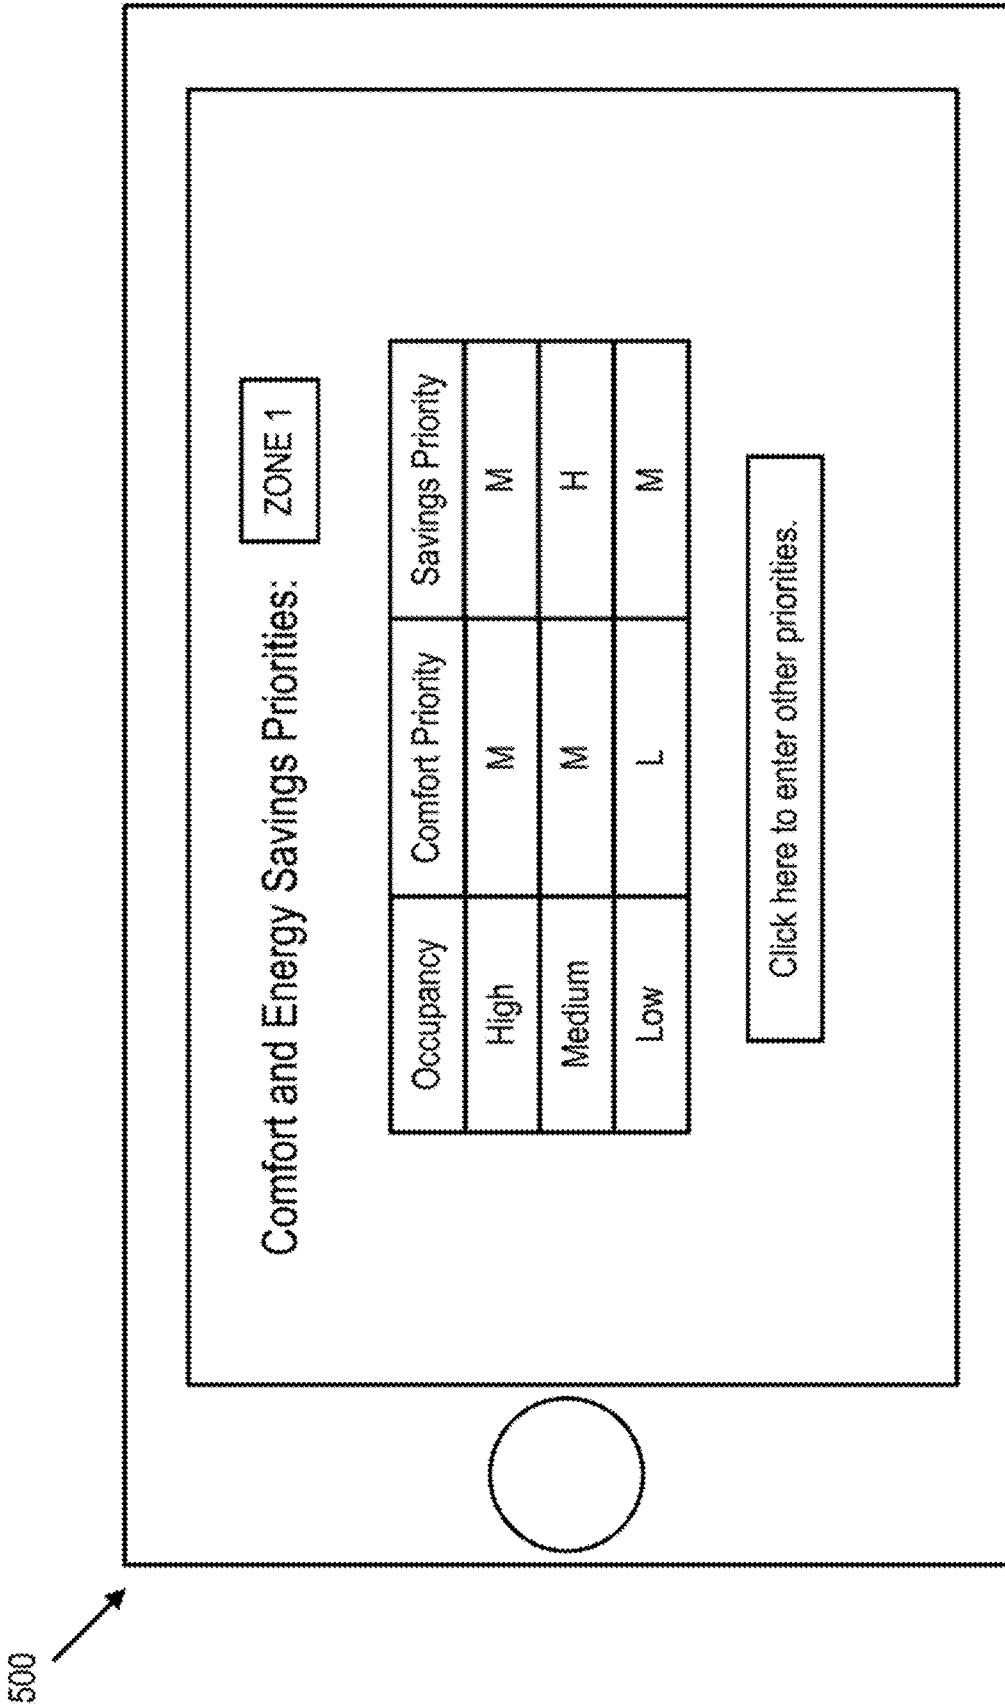 500
Comfort and Energy Savings Priorities: ZONE 1
Occupancy Comfort Priority Savings Priority
High M M
Medium M H
Low L M
Click here to enter other priorities.